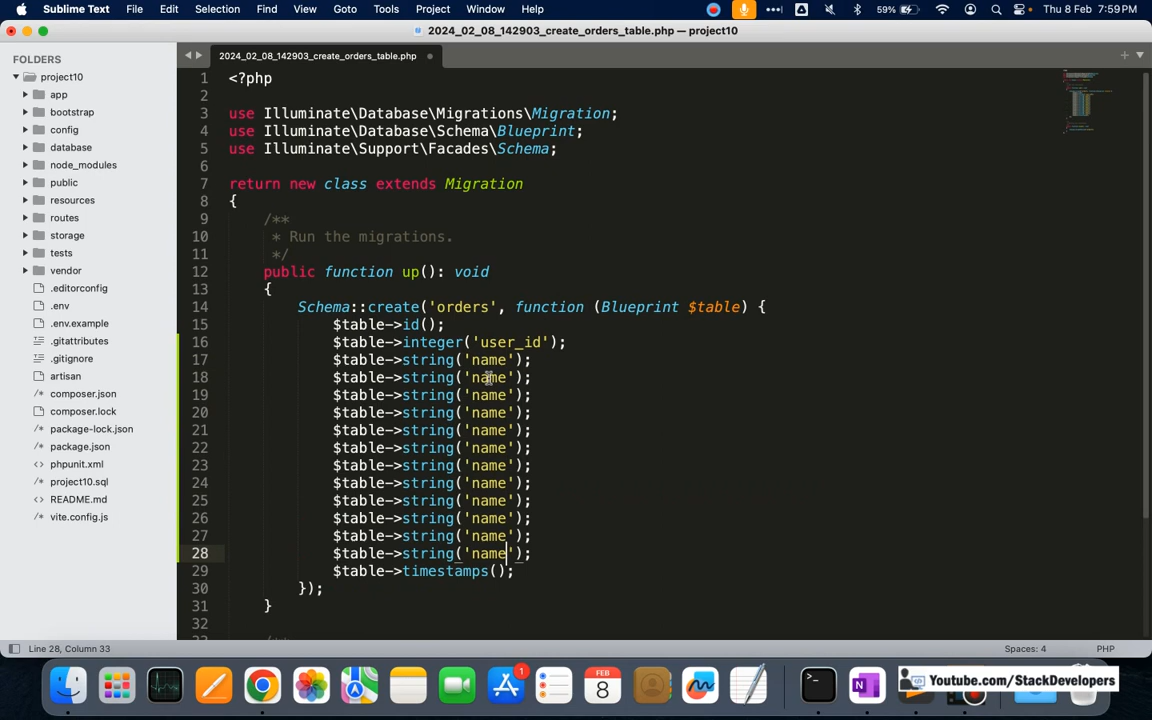 Sublime Text File Edit Selection Find View Goto Tools Project Window Help 59% Thu 8 Feb 7:59 PM
2024_02_08_142903_create_orders_table.php — project10
FOLDERS
project10
app
bootstrap
config
database
node_modules
public
resources
routes
storage
tests
vendor
.editorconfig
.env
.env.example
.gitattributes
.gitignore
artisan
composer.json
composer.lock
package-lock.json
package.json
phpunit.xml
project10.sql
README.md
vite.config.js
2024_02_08_142903_create_orders_table.php
1 <?php
2
3 use Illuminate\Database\Migrations\Migration;
4 use Illuminate\Database\Schema\Blueprint;
5 use Illuminate\Support\Facades\Schema;
6
7 return new class extends Migration
8 {
9 /**
10 * Run the migrations.
11 */
12 public function up(): void
13 {
14 Schema::create('orders', function (Blueprint $table) {
15 $table->id();
16 $table->integer('user_id');
17 $table->string('name');
18 $table->string('name');
19 $table->string('name');
20 $table->string('name');
21 $table->string('name');
22 $table->string('name');
23 $table->string('name');
24 $table->string('name');
25 $table->string('name');
26 $table->string('name');
27 $table->string('name');
28 $table->string('name');
29 $table->timestamps();
30 });
31 }
32
Line 28, Column 33 Spaces: 4 PHP
1
FEB
8
Youtube.com/StackDevelopers